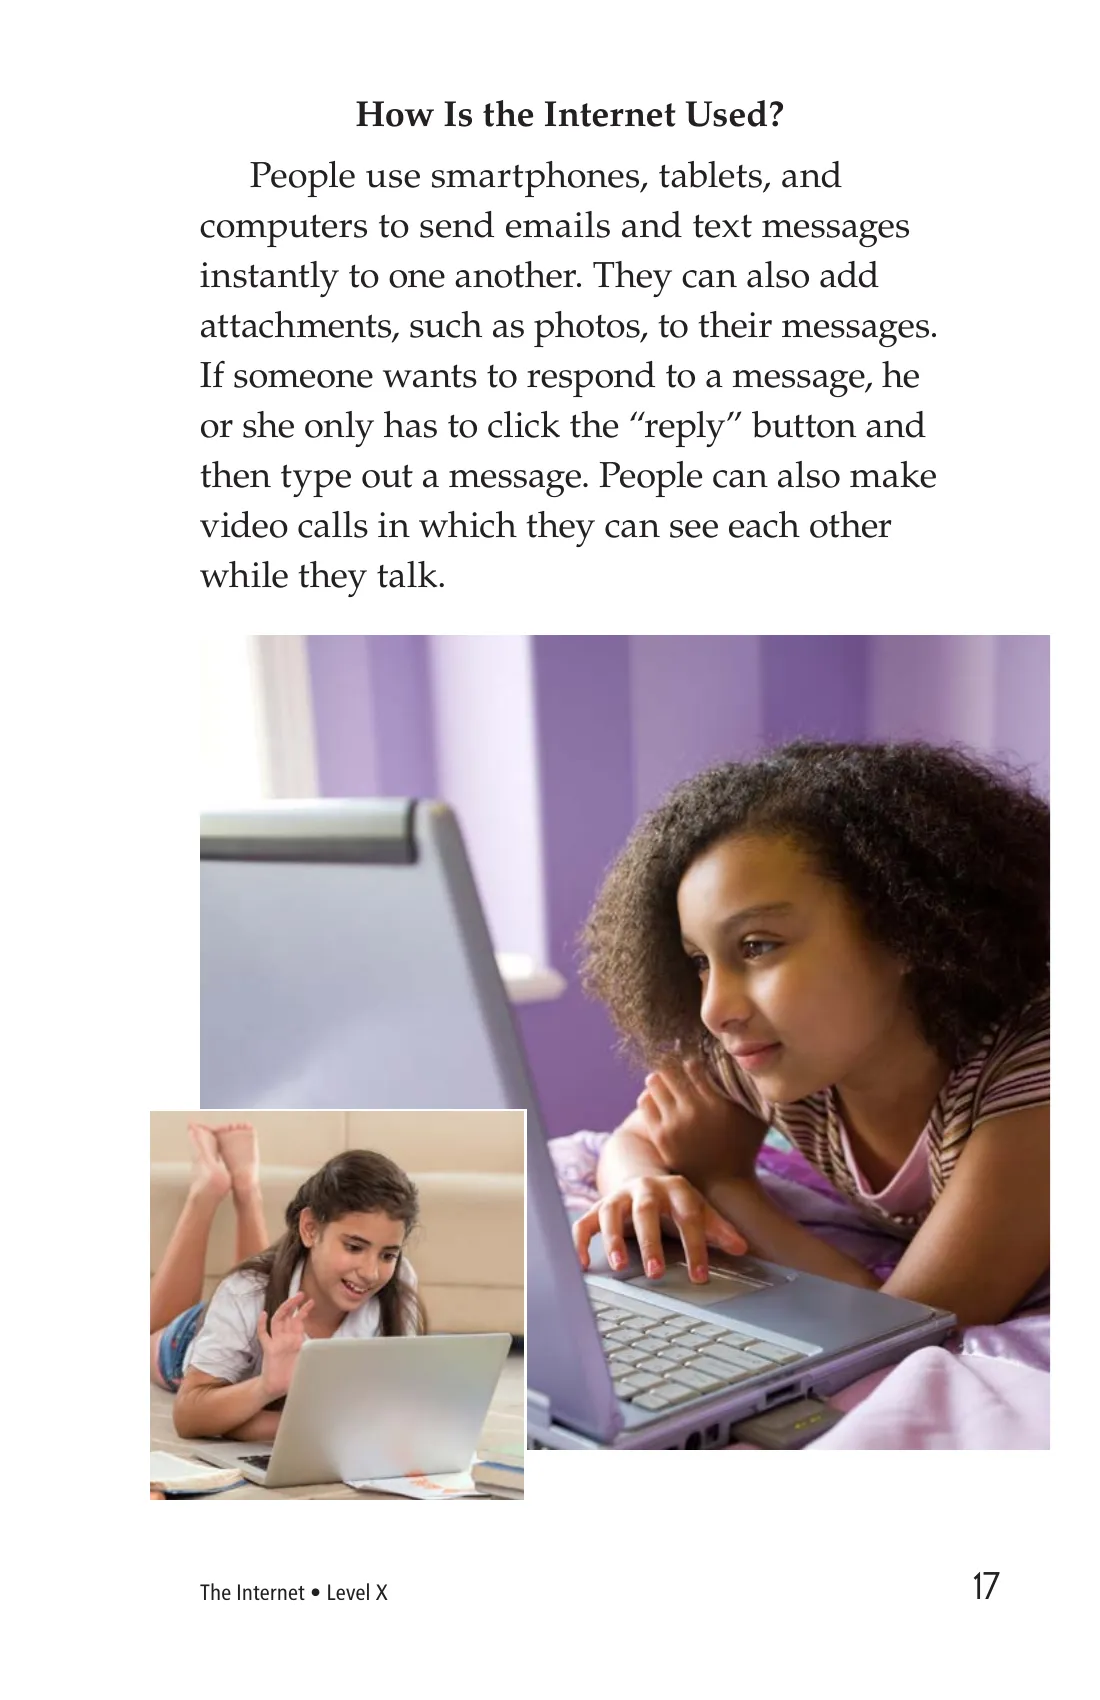 How Is the Internet Used?
People use smartphones, tablets, and
computers to send emails and text messages
instantly to one another. They can also add
attachments, such as photos, to their messages.
If someone wants to respond to a message, he
or she only has to click the “reply” button and
then type out a message. People can also make
video calls in which they can see each other
while they talk.
The Internet • Level X
17